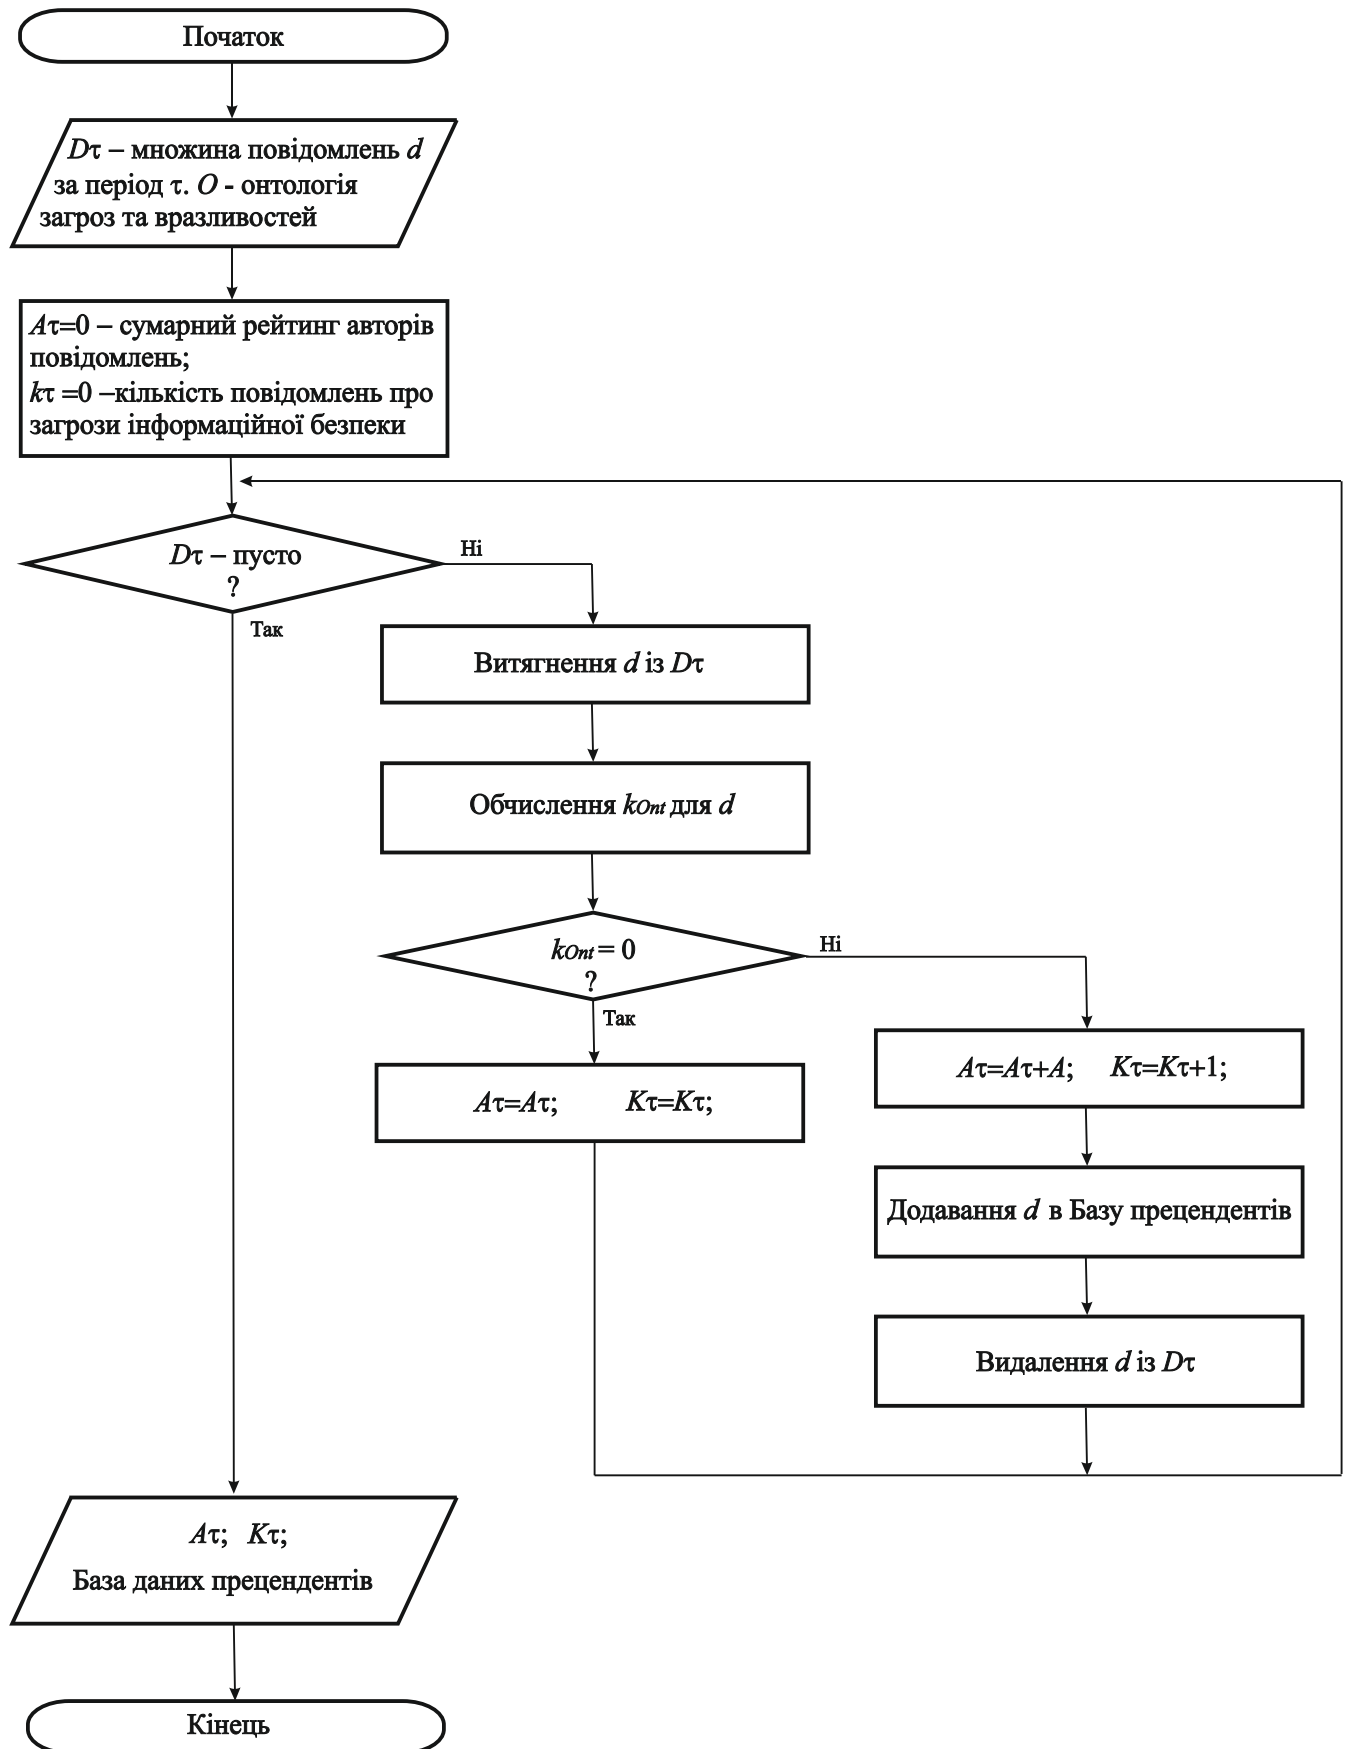 Початок
Dτ – множина повідомлень d
за період τ. O - онтологія
загроз та вразливостей
Aτ=0 – сумарний рейтинг авторів
повідомлень;
kτ =0 –кількість повідомлень про
загрози інформаційної безпеки
Dτ – пусто
?
Ні
Так
Витягнення d із Dτ
Обчислення kOnt для d
kOnt = 0
?
Ні
Так
Aτ=Aτ; Kτ=Kτ;
Aτ=Aτ+A; Kτ=Kτ+1;
Додавання d в Базу прецендентів
Видалення d із Dτ
Aτ; Kτ;
База даних прецендентів
Кінець